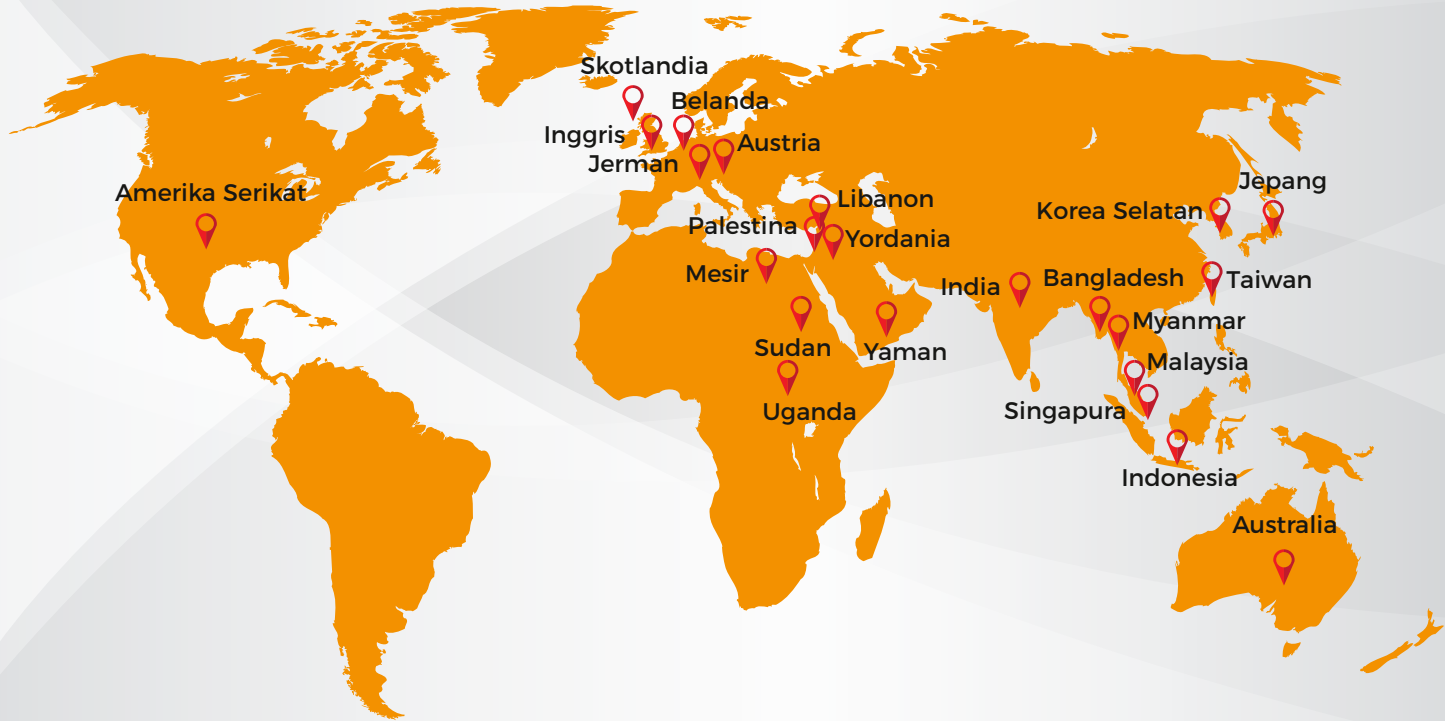 Skotlandia
Belanda
Inggris
Austria
Jerman
Amerika Serikat
Jepang
Libanon
Korea Selatan
Palestina
Yordania
Mesir
India
Bangladesh
Taiwan
Myanmar
Sudan
Yaman
Malaysia
Uganda
Singapura
Indonesia
Australia